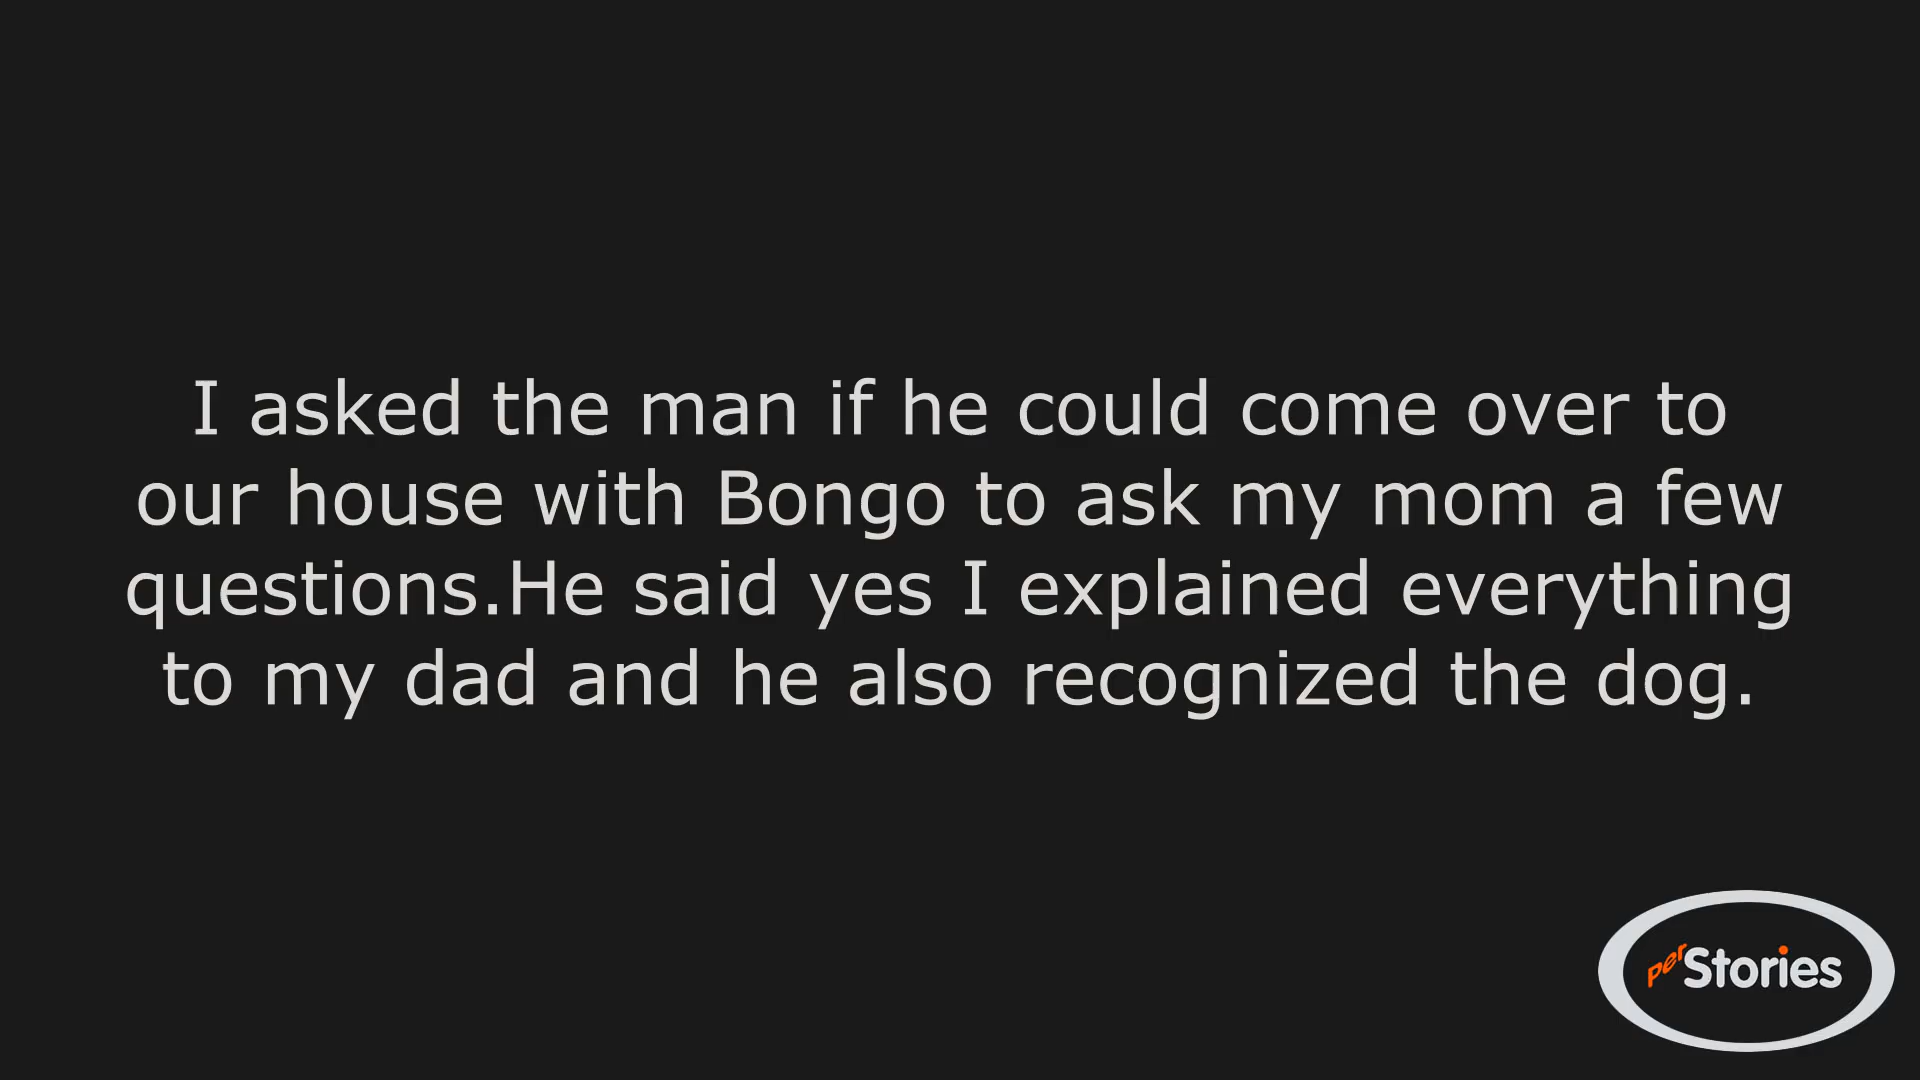 I asked the man if he could come over to
our house with Bongo to ask my mom a few
questions.He said yes I explained everything
to my dad and he also recognized the dog.
perStories